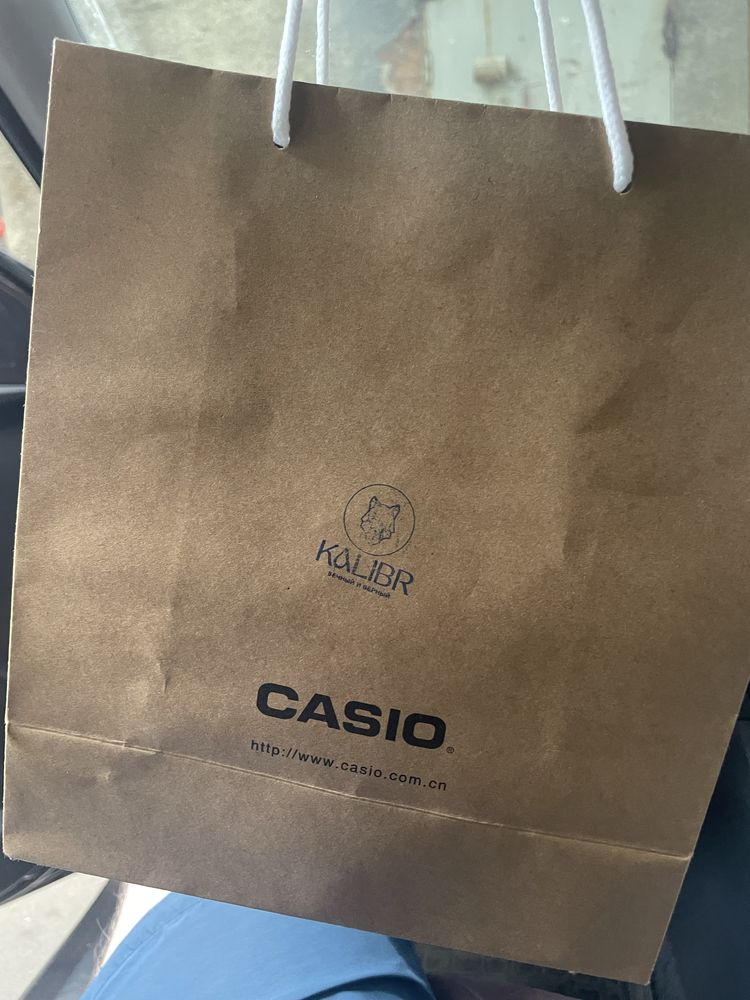 KALIBR
ВЕЧНЫЙ И ВЕРНЫЙ
CASIO®
http://www.casio.com.cn